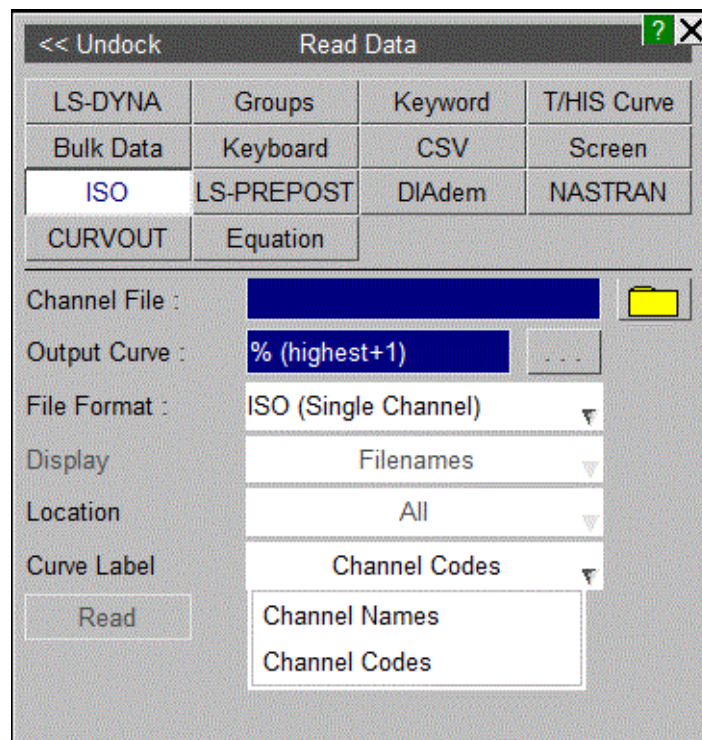 << Undock Read Data ? X
LS-DYNA Groups Keyword T/HIS Curve
Bulk Data Keyboard CSV Screen
ISO LS-PREPOST DIAdem NASTRAN
CURVOUT Equation
Channel File :
Output Curve : % (highest+1) . . .
File Format : ISO (Single Channel)
Display Filenames
Location All
Curve Label Channel Codes
Read Channel Names
Channel Codes